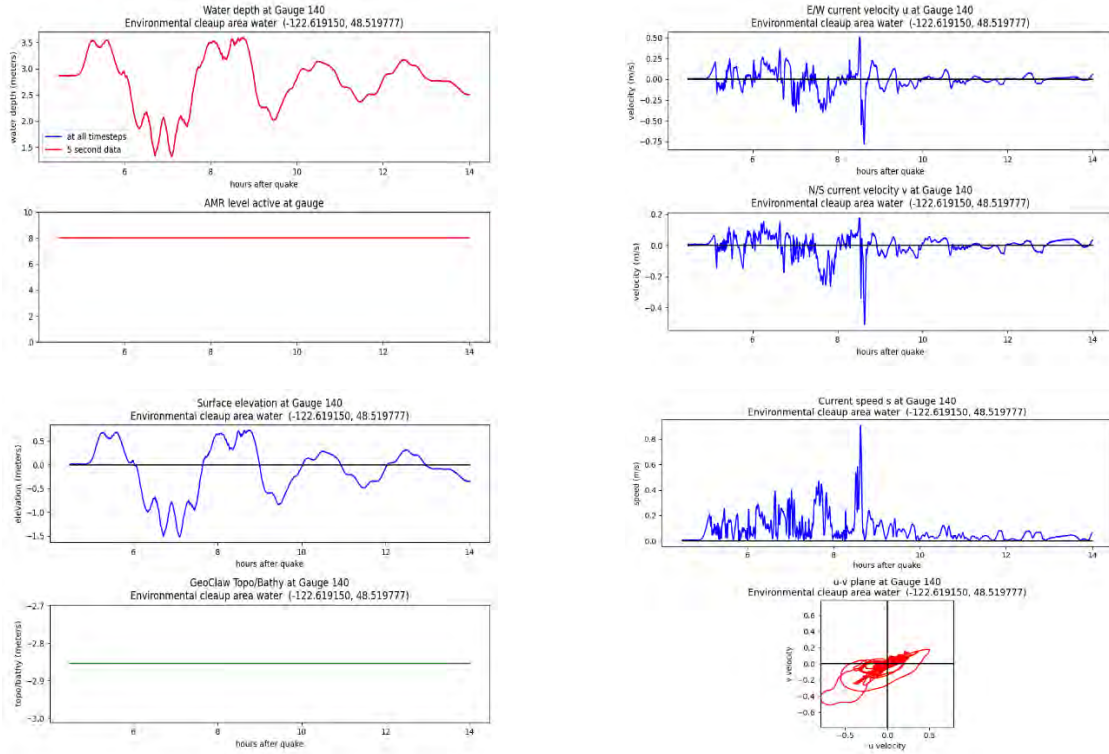 Water depth at Gauge 140
Environmental cleaup area water (-122.619150, 48.519777)
water depth (meters)
3.5
3.0
2.5
2.0
1.5
at all timesteps
5 second data
6 8 10 12 14
hours after quake
AMR level active at gauge
10
8
6
4
2
0
6 8 10 12 14
Surface elevation at Gauge 140
Environmental cleaup area water (-122.619150, 48.519777)
elevation (meters)
0.5
0.0
−0.5
−1.0
−1.5
6 8 10 12 14
hours after quake
GeoClaw Topo/Bathy at Gauge 140
Environmental cleaup area water (-122.619150, 48.519777)
topo/bathy (meters)
−2.7
−2.8
−2.9
−3.0
6 8 10 12 14
hours after quake
E/W current velocity u at Gauge 140
Environmental cleaup area water (-122.619150, 48.519777)
velocity (m/s)
0.50
0.25
0.00
−0.25
−0.50
−0.75
6 8 10 12 14
hours after quake
N/S current velocity v at Gauge 140
Environmental cleaup area water (-122.619150, 48.519777)
velocity (m/s)
0.2
0.0
−0.2
−0.4
6 8 10 12 14
hours after quake
Current speed s at Gauge 140
Environmental cleaup area water (-122.619150, 48.519777)
speed (m/s)
0.8
0.6
0.4
0.2
0.0
6 8 10 12 14
hours after quake
u-v plane at Gauge 140
Environmental cleaup area water (-122.619150, 48.519777)
v velocity
0.6
0.4
0.2
0.0
−0.2
−0.4
−0.6
−0.5 0.0 0.5
u velocity